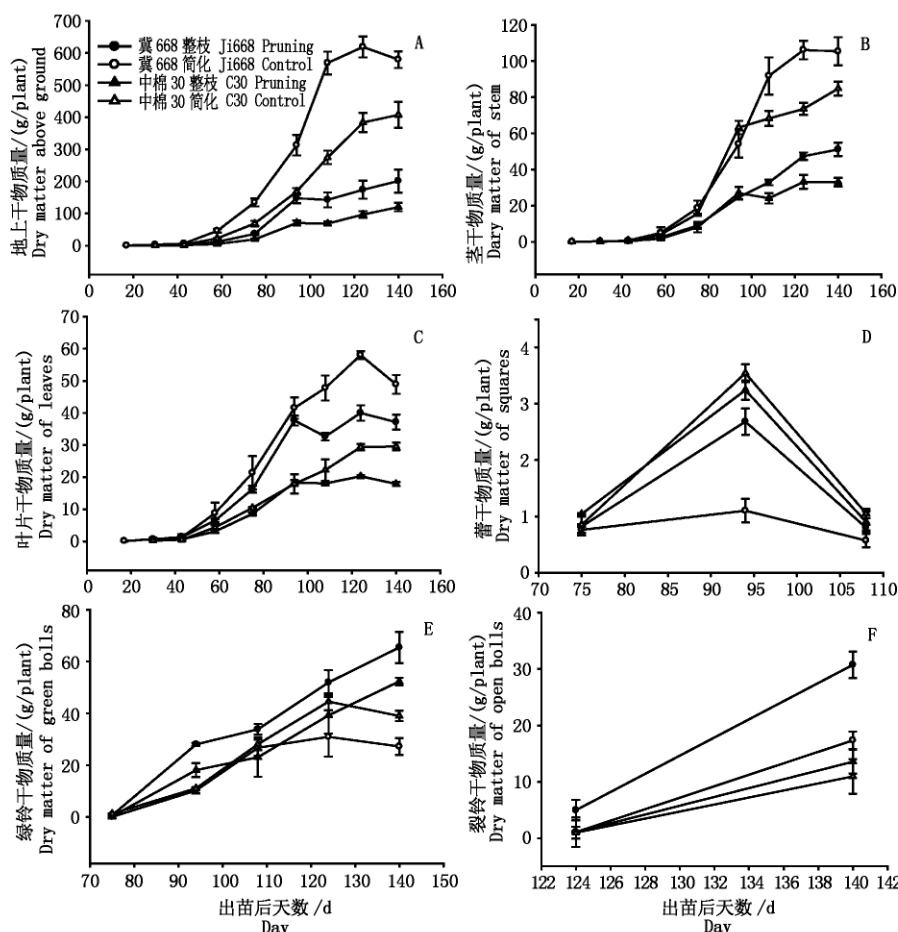 700
600
500
400
300
200
100
0
地上干物质量/(g/plant)
Dry matter above ground
A
冀 668 整枝 Ji668 Pruning
冀 668 简化 Ji668 Control
中棉 30 整枝 C30 Pruning
中棉 30 简化 C30 Control
0 20 40 60 80 100 120 140 160
120
100
80
60
40
20
0
茎干物质量/(g/plant)
Dary matter of stem
B
0 20 40 60 80 100 120 140 160
70
60
50
40
30
20
10
0
叶片干物质量/(g/plant)
Dry matter of leaves
C
0 20 40 60 80 100 120 140 160
4
3
2
1
0
蕾干物质量/(g/plant)
Dry matter of squares
D
70 75 80 85 90 95 100 105 110
80
60
40
20
0
绿铃干物质量/(g/plant)
Dry matter of green bolls
E
70 80 90 100 110 120 130 140 150
出苗后天数/d
Day
40
30
20
10
0
裂铃干物质量/(g/plant)
Dry matter of open bolls
F
122 124 126 128 130 132 134 136 138 140 142
出苗后天数/d
Day